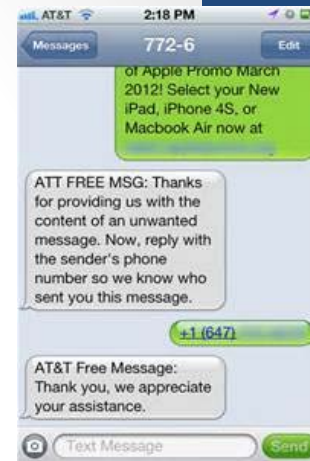 AT&T 2:18 PM
Messages 772-6 Edit
of Apple Promo March
2012! Select your New
iPad, iPhone 4S, or
Macbook Air now at
ATT FREE MSG: Thanks
for providing us with the
content of an unwanted
message. Now, reply with
the sender's phone
number so we know who
sent you this message.
+1 (647)
AT&T Free Message:
Thank you, we appreciate
your assistance.
Text Message Send